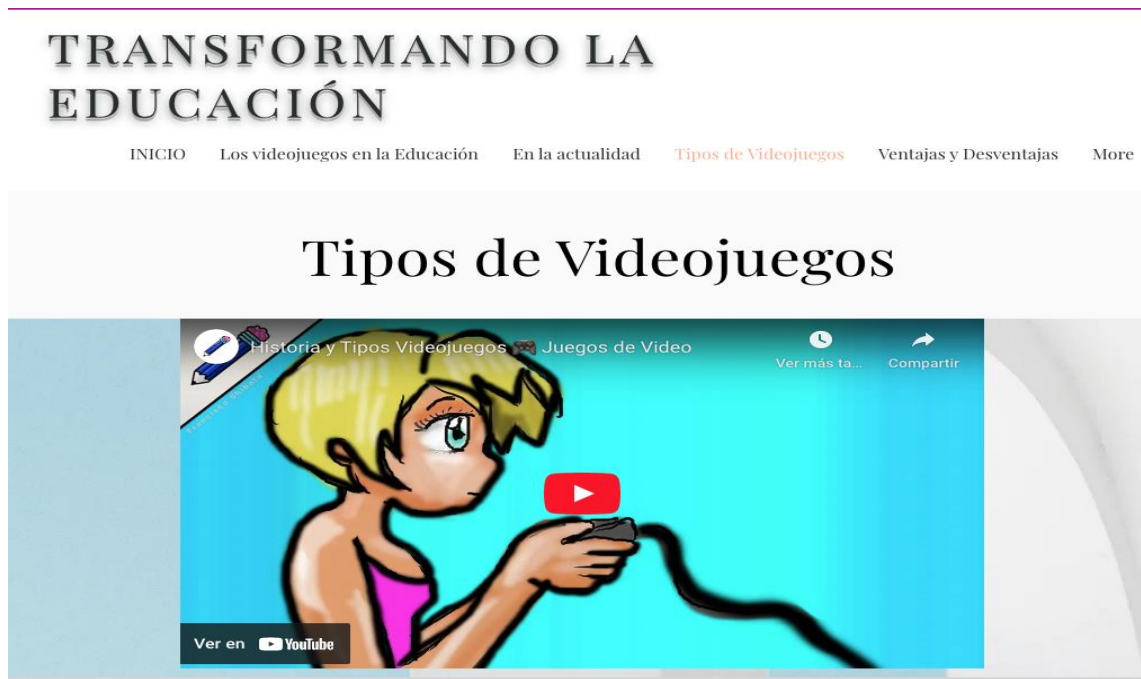 TRANSFORMANDO LA
EDUCACIÓN
INICIO Los videojuegos en la Educación En la actualidad Tipos de Videojuegos Ventajas y Desventajas More
Tipos de Videojuegos
Historia y Tipos Videojuegos 🎮 Juegos de Video
Ver más ta... Compartir
Ver en YouTube